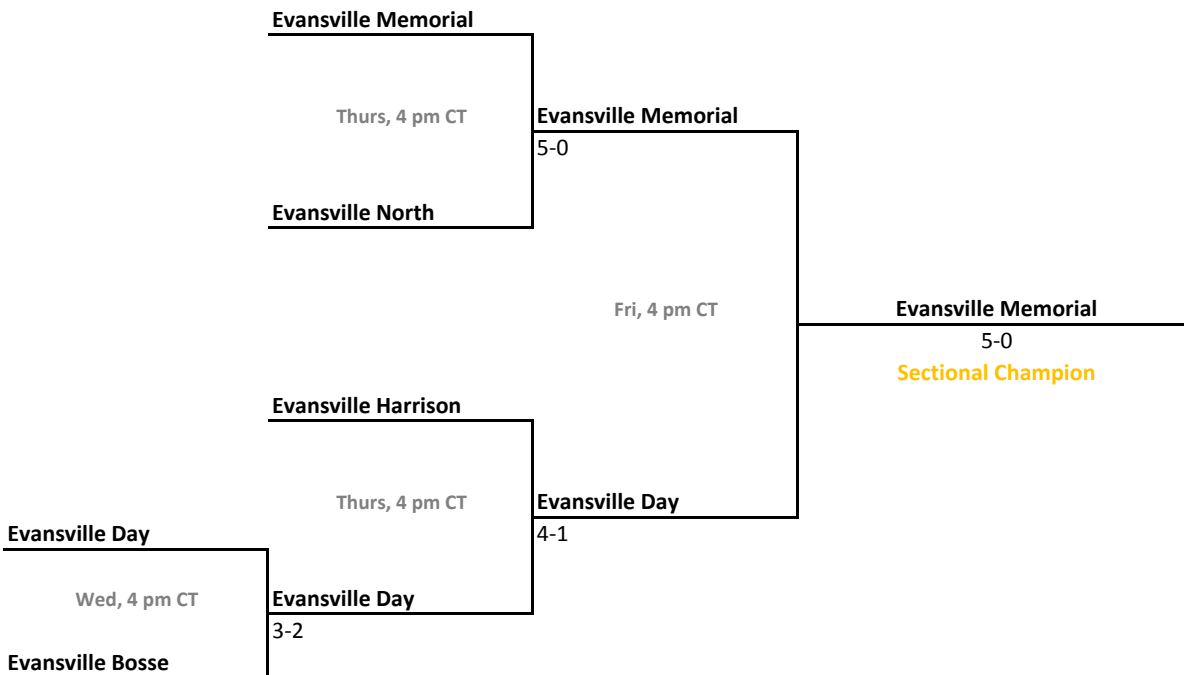 Evansville Memorial
Thurs, 4 pm CT
Evansville Memorial
5-0
Evansville North
Fri, 4 pm CT
Evansville Memorial
5-0
Sectional Champion
Evansville Harrison
Thurs, 4 pm CT
Evansville Day
4-1
Evansville Day
Wed, 4 pm CT
Evansville Day
3-2
Evansville Bosse